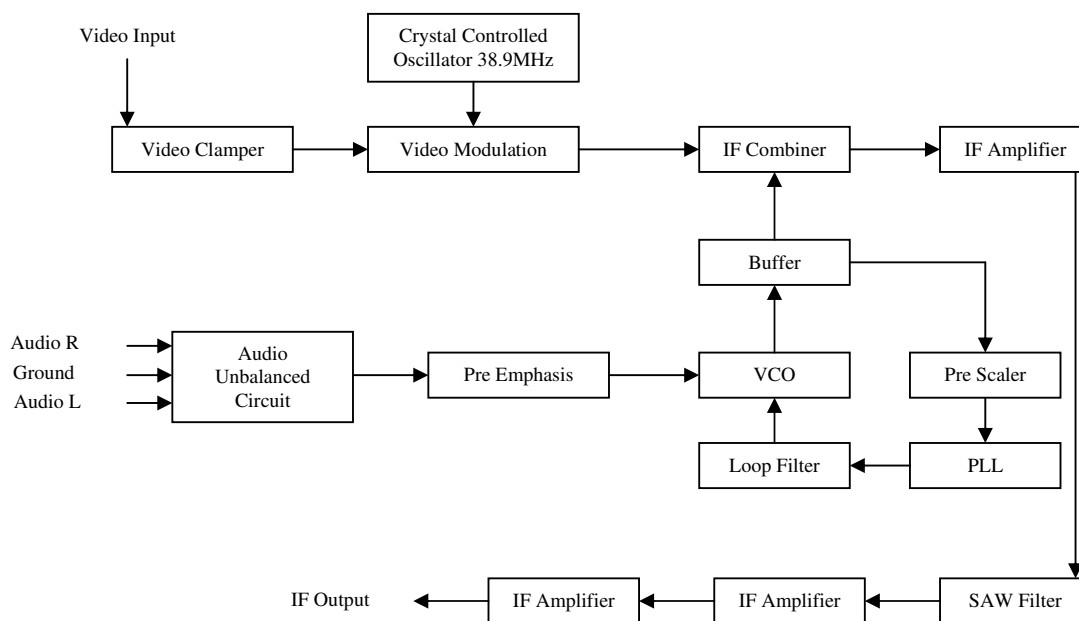 Video Input
Crystal Controlled
Oscillator 38.9MHz
Video Clamper
Video Modulation
IF Combiner
IF Amplifier
Buffer
Audio R
Ground
Audio L
Audio
Unbalanced
Circuit
Pre Emphasis
VCO
Pre Scaler
Loop Filter
PLL
IF Output
IF Amplifier
IF Amplifier
SAW Filter